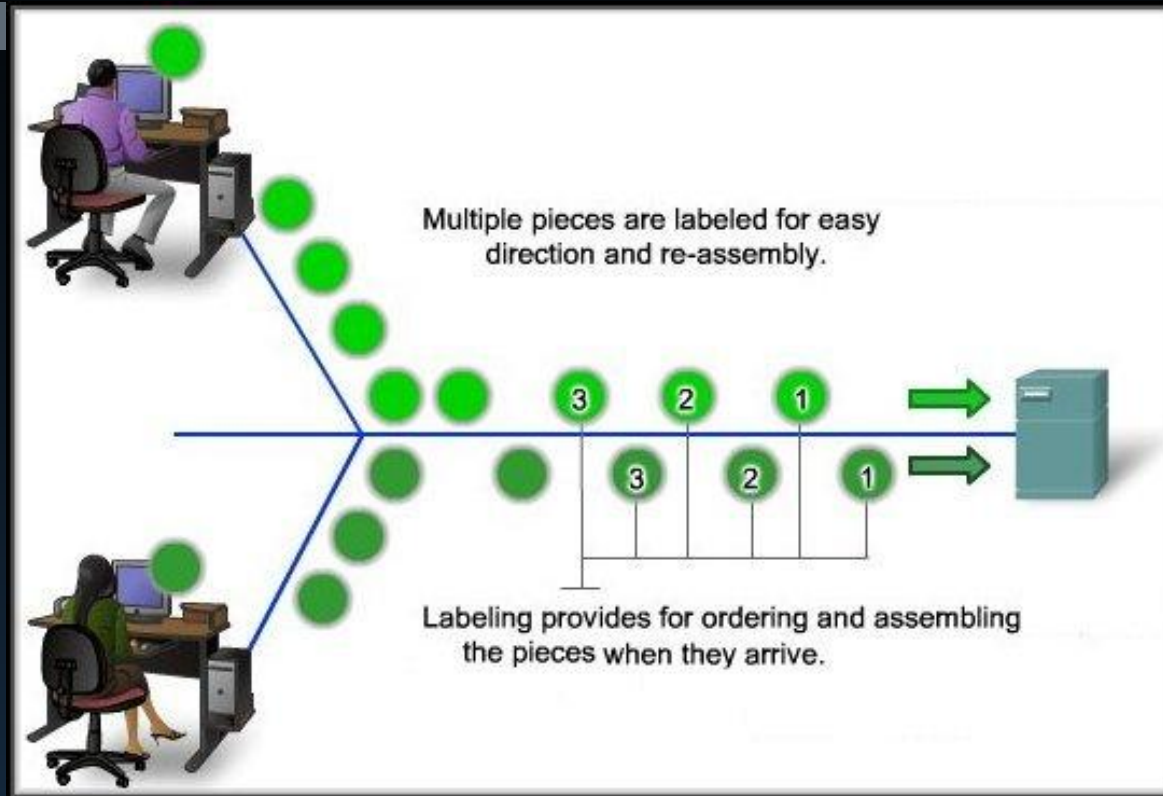 Multiple pieces are labeled for easy
direction and re-assembly.
3 2 1
3 2 1
Labeling provides for ordering and assembling
the pieces when they arrive.